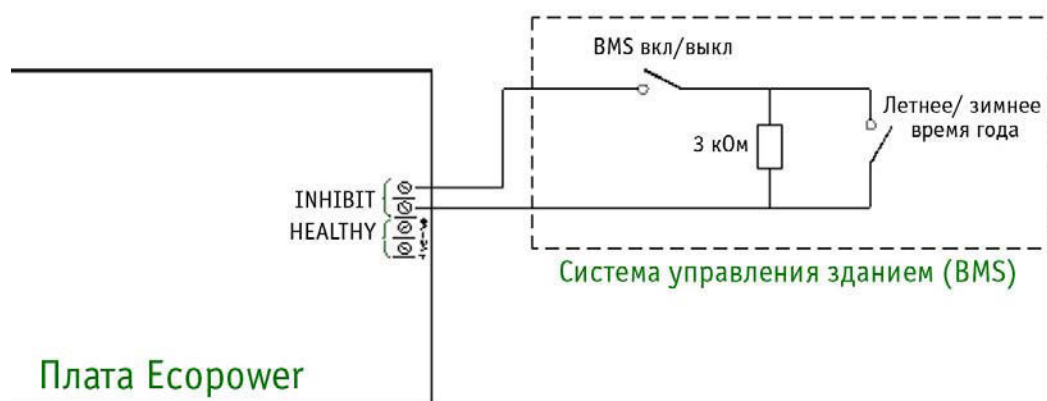 BMS вкл/выкл
Летнее/ зимнее
время года
3 кОм
INHIBIT
HEALTHY
Система управления зданием (BMS)
Плата Ecopower